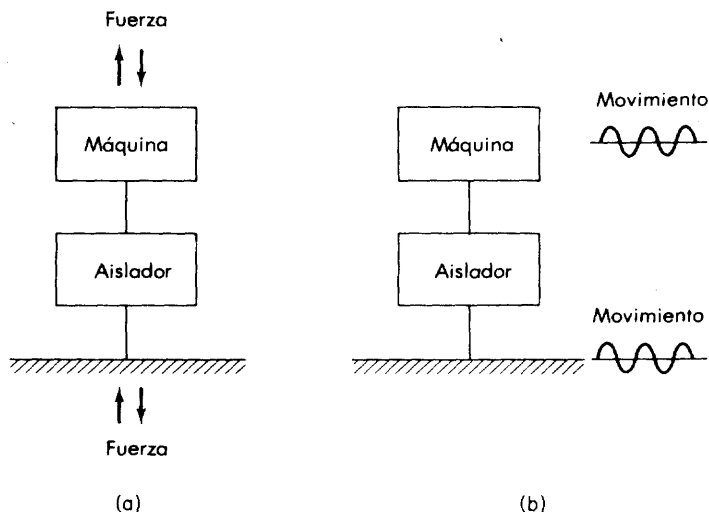 Fuerza
Máquina
Aislador
Fuerza
(a)
Movimiento
Máquina
Aislador
Movimiento
(b)